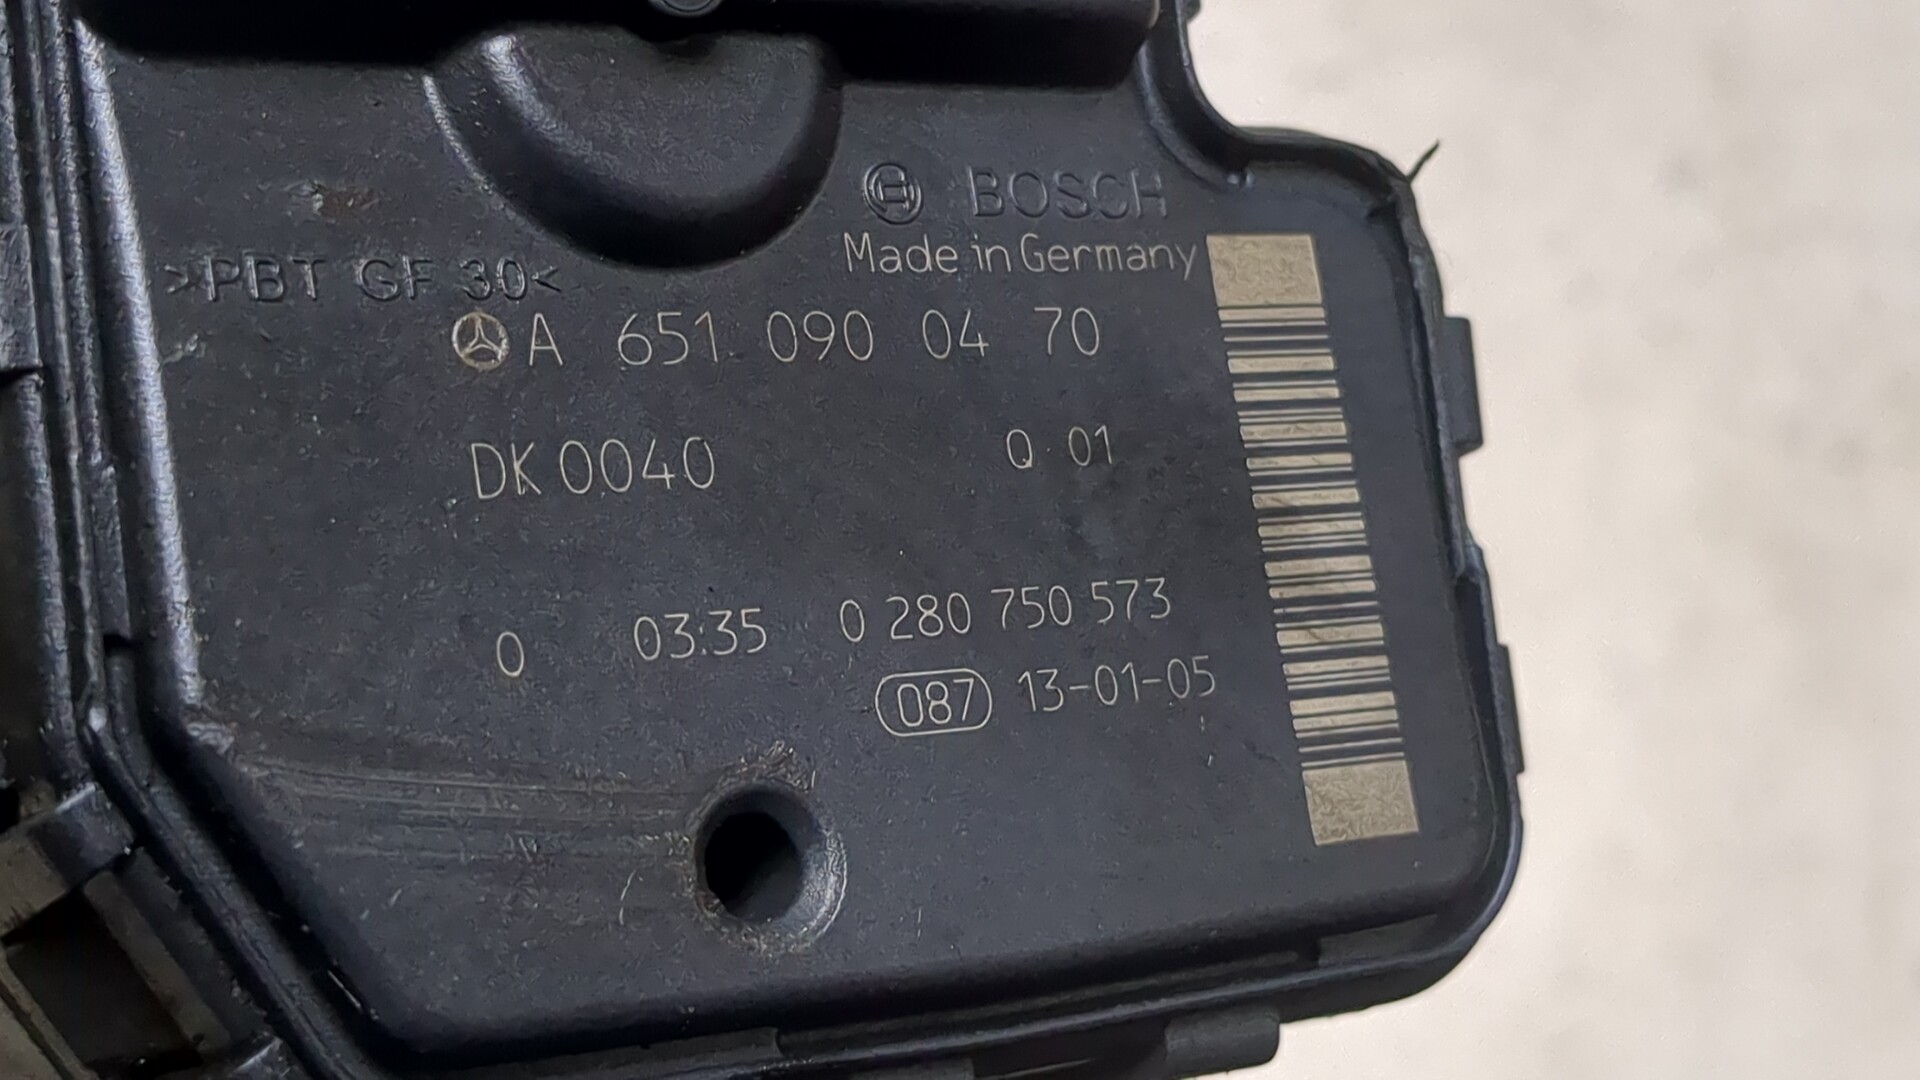 BOSCH
Made in Germany
>PBT GF 30<
A 651 090 04 70
DK 0040 Q 01
0 03:35 0 280 750 573
087 13-01-05